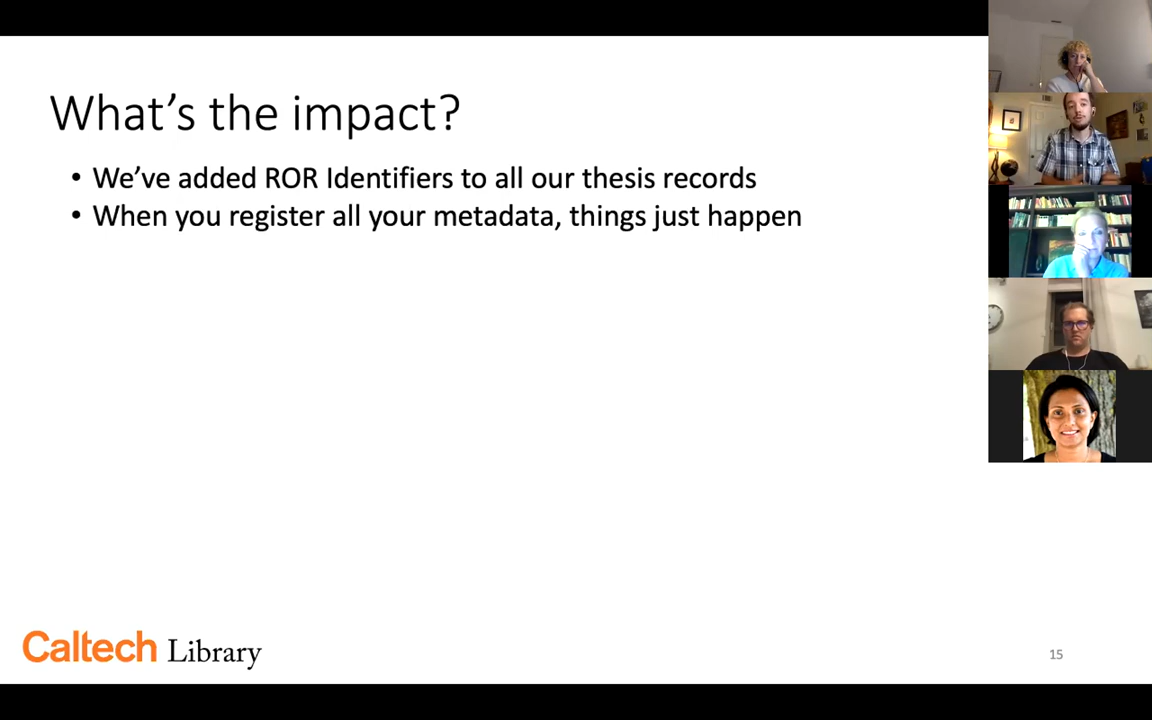 What’s the impact?
• We’ve added ROR Identifiers to all our thesis records
• When you register all your metadata, things just happen
Caltech Library
15